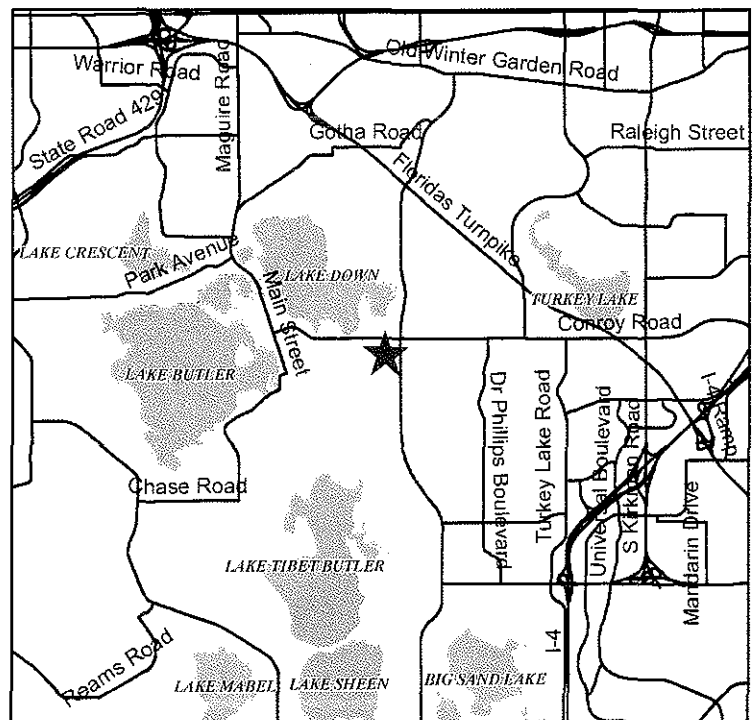 Old Winter Garden Road
Warrior Road
Maguire Road
State Road 429
Gotha Road
Raleigh Street
Floridas Turnpike
LAKE CRESCENT
Park Avenue
LAKE DOWN
Main Street
TURKEY LAKE
Conroy Road
LAKE BUTLER
Dr Phillips Boulevard
Turkey Lake Road
Universal Boulevard
S Kirkman Road
I-4 Ramp
Mandarin Drive
Chase Road
LAKE TIBET BUTLER
I-4
Reams Road
LAKE MABEL
LAKE SHEEN
BIG SAND LAKE